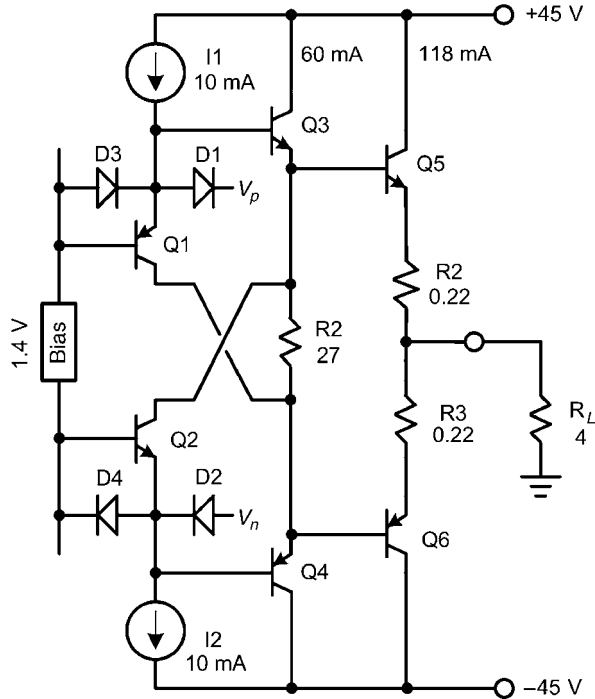 +45 V
I1
10 mA
60 mA
118 mA
Q3
D3
D1
Q5
Vp
Q1
R2
0.22
1.4 V
Bias
R2
27
R3
0.22
RL
4
Q2
D4
D2
Vn
Q6
Q4
I2
10 mA
–45 V